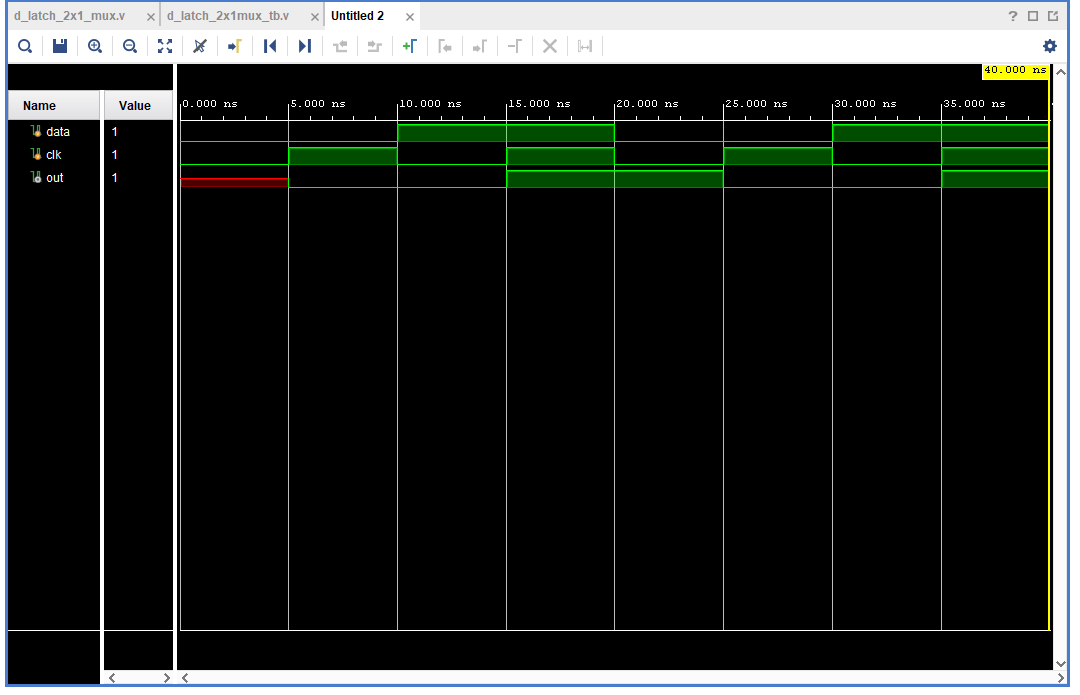 d_latch_2x1_mux.v × d_latch_2x1mux_tb.v × Untitled 2 × ?
40.000 ns
Name Value 0.000 ns 5.000 ns 10.000 ns 15.000 ns 20.000 ns 25.000 ns 30.000 ns 35.000 ns
data 1
clk 1
out 1